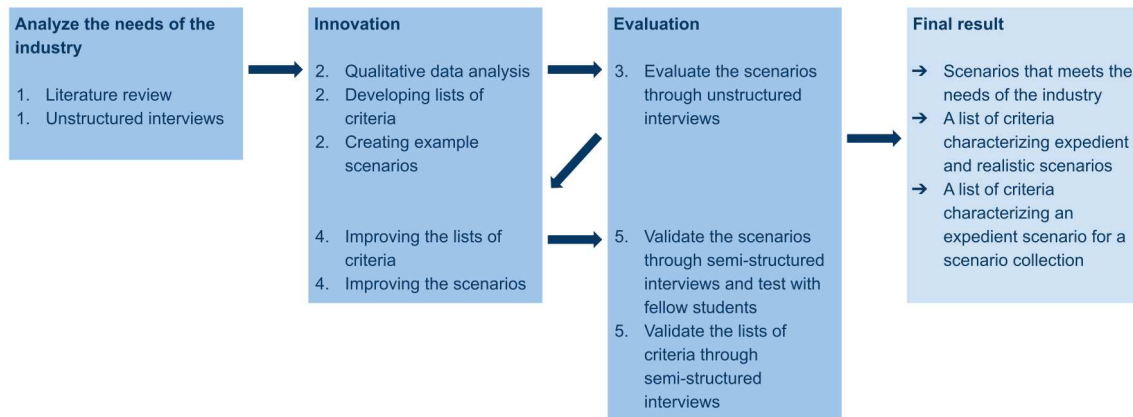 Analyze the needs of the
industry
1. Literature review
1. Unstructured interviews
Innovation
2. Qualitative data analysis
2. Developing lists of
criteria
2. Creating example
scenarios
4. Improving the lists of
criteria
4. Improving the scenarios
Evaluation
3. Evaluate the scenarios
through unstructured
interviews
5. Validate the scenarios
through semi-structured
interviews and test with
fellow students
5. Validate the lists of
criteria through
semi-structured
interviews
Final result
➔ Scenarios that meets the
needs of the industry
➔ A list of criteria
characterizing expedient
and realistic scenarios
➔ A list of criteria
characterizing an
expedient scenario for a
scenario collection